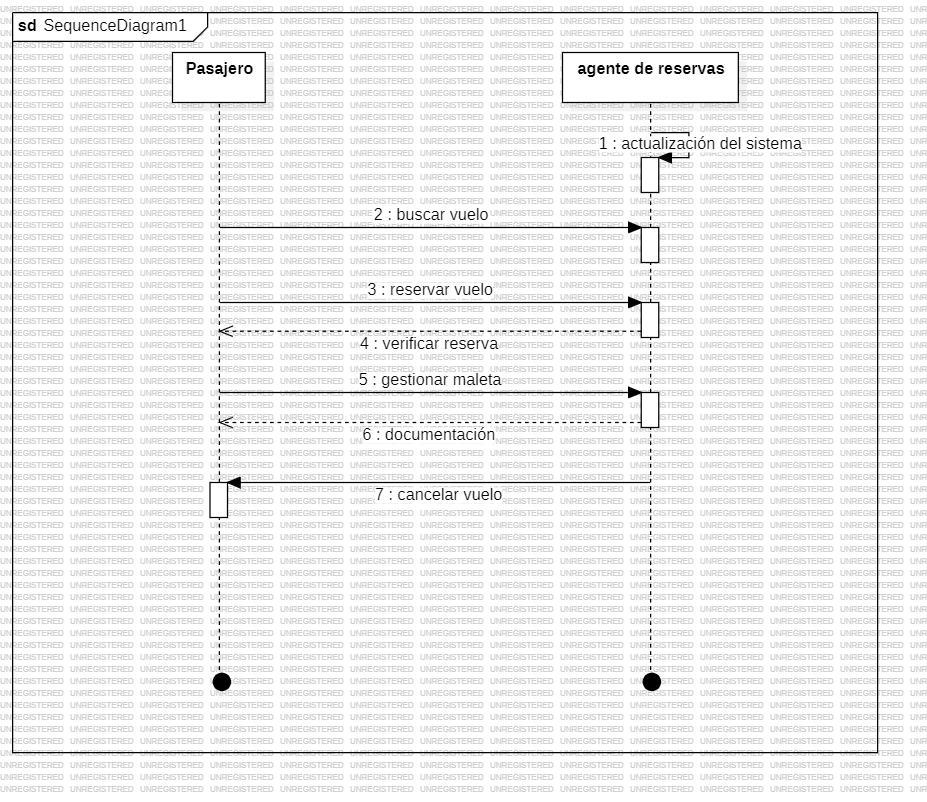 sd SequenceDiagram1
Pasajero
agente de reservas
1 : actualización del sistema
2 : buscar vuelo
3 : reservar vuelo
4 : verificar reserva
5 : gestionar maleta
6 : documentación
7 : cancelar vuelo
UNREGISTERED